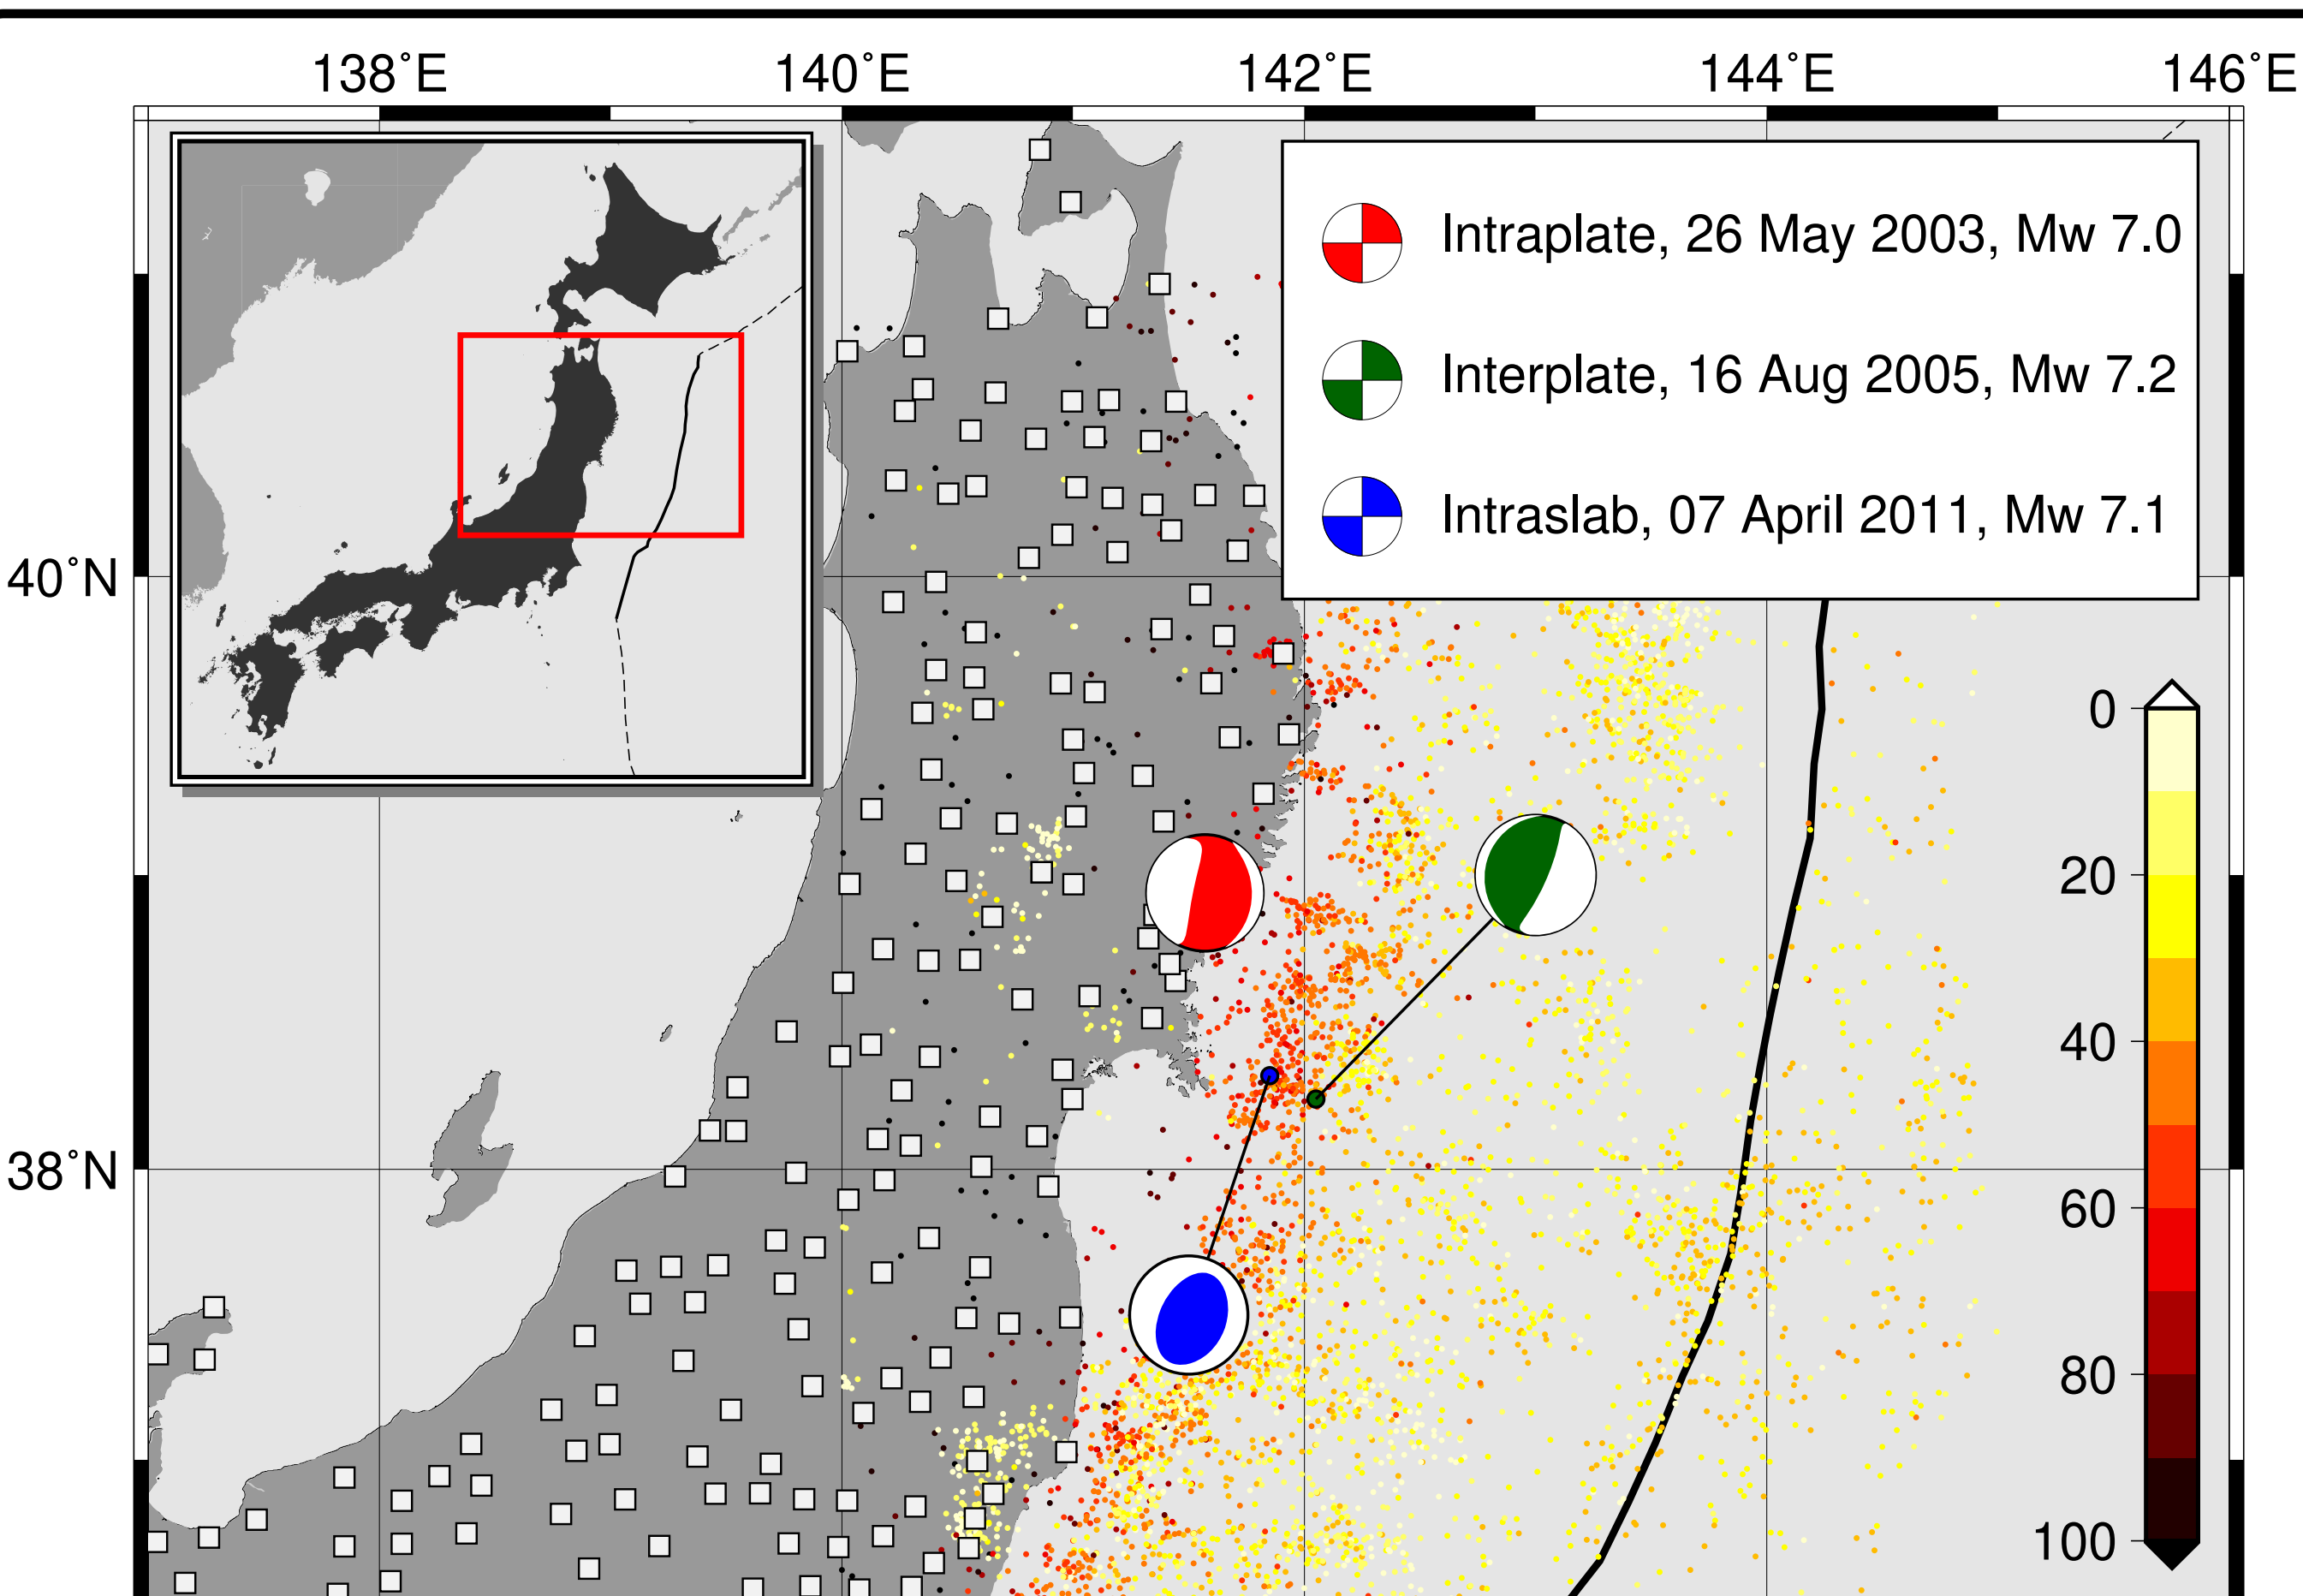 138°E 140°E 142°E 144°E 146°E
Intraplate, 26 May 2003, Mw 7.0
Interplate, 16 Aug 2005, Mw 7.2
Intraslab, 07 April 2011, Mw 7.1
40°N
38°N
0
20
40
60
80
100